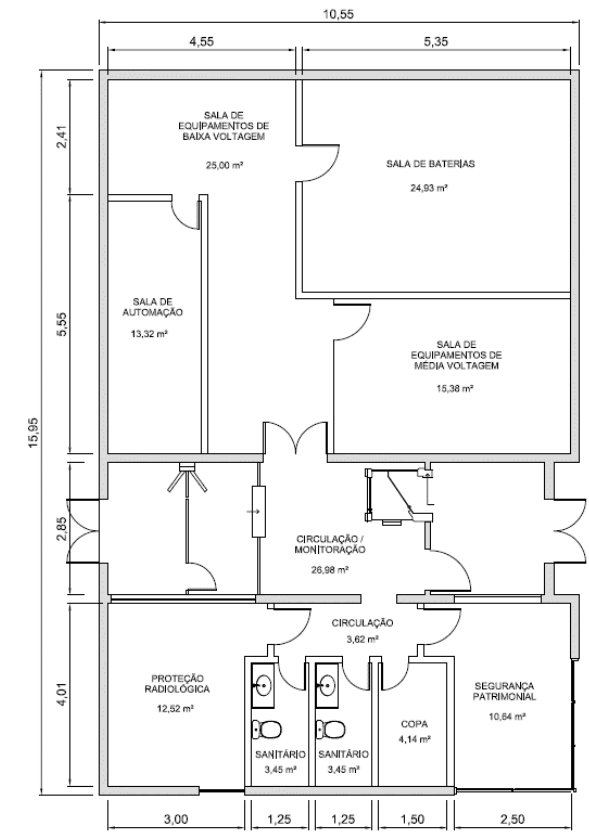 10,55
4,55
5,35
15,95
2,41
5,55
2,85
4,01
SALA DE
EQUIPAMENTOS DE
BAIXA VOLTAGEM
25,00 m²
SALA DE BATERIAS
24,93 m²
SALA DE
AUTOMAÇÃO
13,32 m²
SALA DE
EQUIPAMENTOS DE
MÉDIA VOLTAGEM
15,38 m²
CIRCULAÇÃO /
MONITORAÇÃO
26,98 m²
CIRCULAÇÃO
3,62 m²
PROTEÇÃO
RADIOLÓGICA
12,52 m²
SANITÁRIO
3,45 m²
SANITÁRIO
3,45 m²
COPA
4,14 m²
SEGURANÇA
PATRIMONIAL
10,64 m²
3,00
1,25
1,25
1,50
2,50